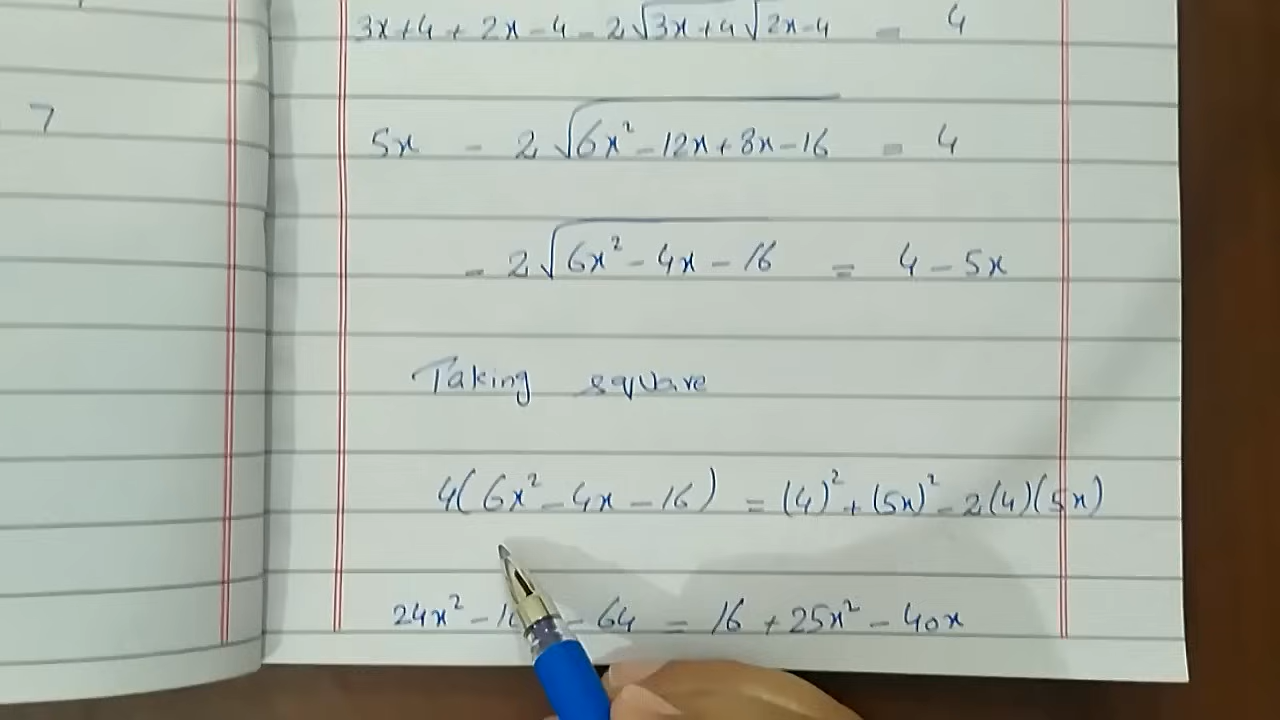 3x+4 + 2x - 4 - 2√3x+4 √2x-4 = 4
7
5x - 2√6x² - 12x + 8x - 16 = 4
- 2√6x² - 4x - 16 = 4 - 5x
Taking square
4(6x² - 4x - 16) = (4)² + (5x)² - 2(4)(5x)
24x² - - 64 = 16 + 25x² - 40x